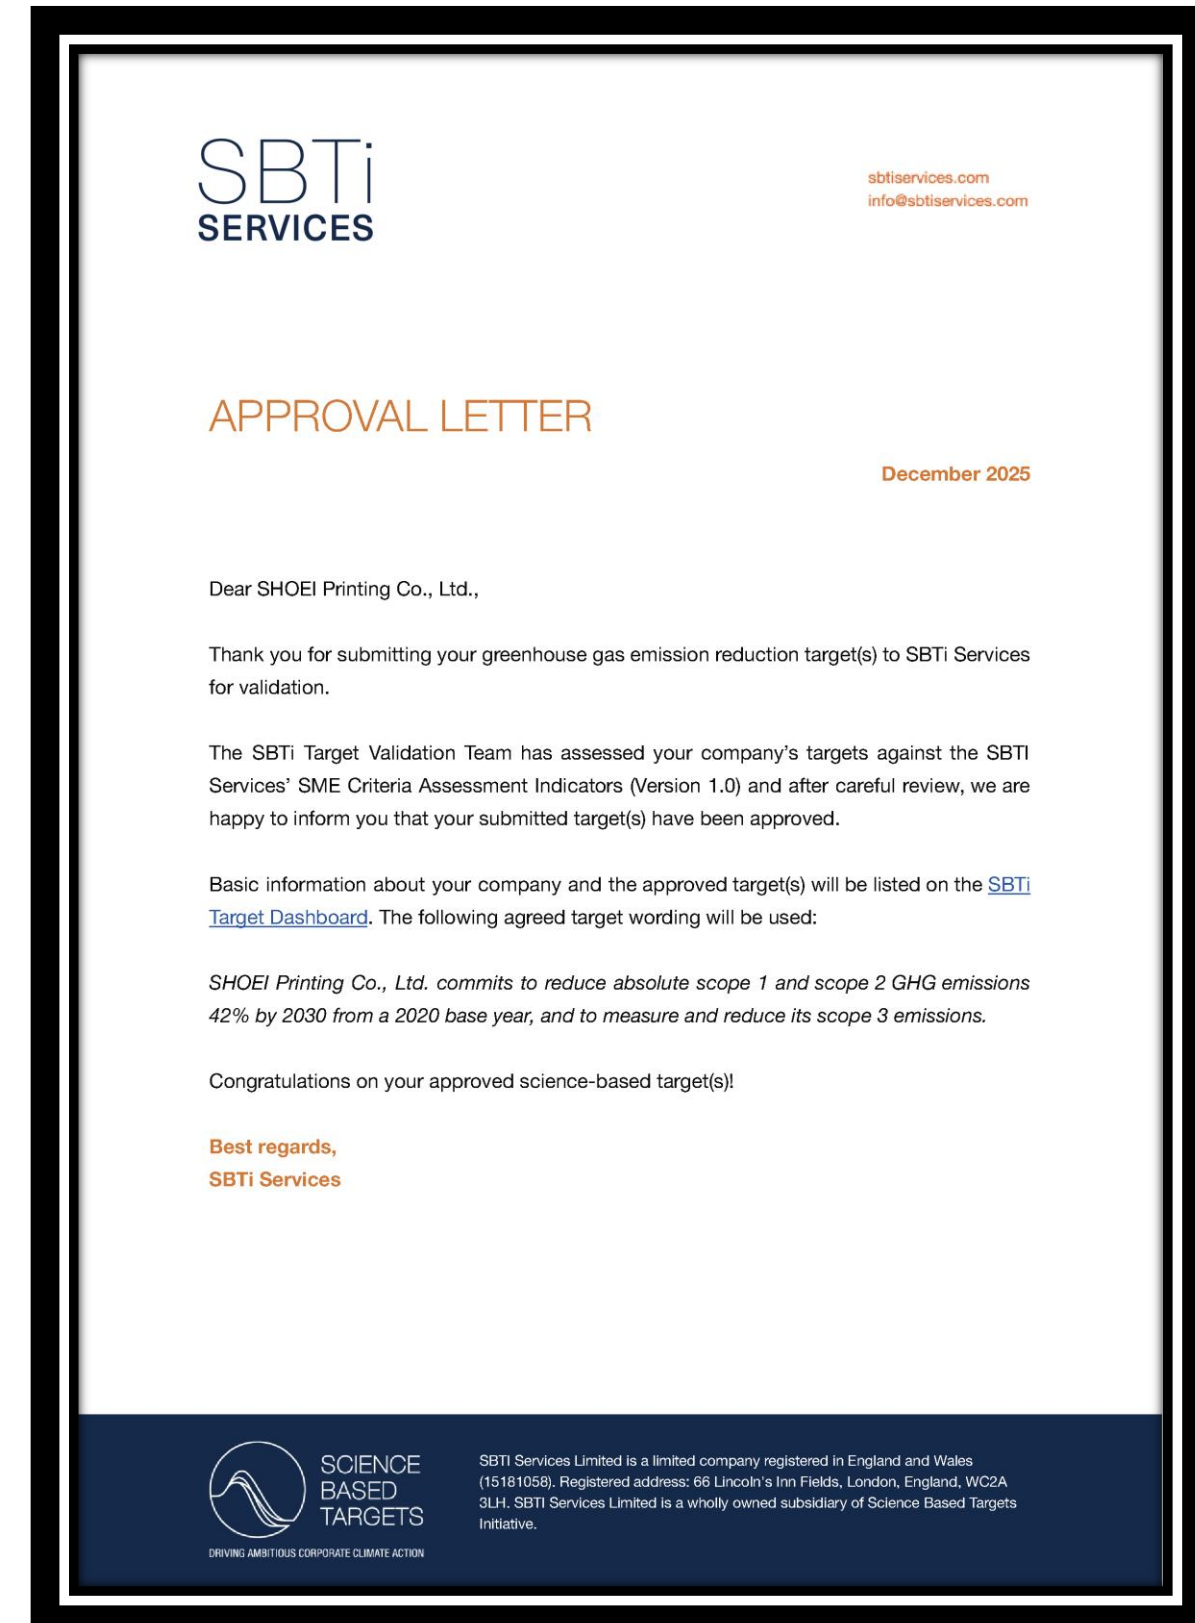 SBTi
SERVICES
sbtiservices.com
info@sbtiservices.com
APPROVAL LETTER
December 2025
Dear SHOEI Printing Co., Ltd.,
Thank you for submitting your greenhouse gas emission reduction target(s) to SBTi Services
for validation.
The SBTi Target Validation Team has assessed your company's targets against the SBTI
Services' SME Criteria Assessment Indicators (Version 1.0) and after careful review, we are
happy to inform you that your submitted target(s) have been approved.
Basic information about your company and the approved target(s) will be listed on the SBTi
Target Dashboard. The following agreed target wording will be used:
SHOEI Printing Co., Ltd. commits to reduce absolute scope 1 and scope 2 GHG emissions
42% by 2030 from a 2020 base year, and to measure and reduce its scope 3 emissions.
Congratulations on your approved science-based target(s)!
Best regards,
SBTi Services
SCIENCE
BASED
TARGETS
DRIVING AMBITIOUS CORPORATE CLIMATE ACTION
SBTI Services Limited is a limited company registered in England and Wales
(15181058). Registered address: 66 Lincoln's Inn Fields, London, England, WC2A
3LH. SBTI Services Limited is a wholly owned subsidiary of Science Based Targets
Initiative.